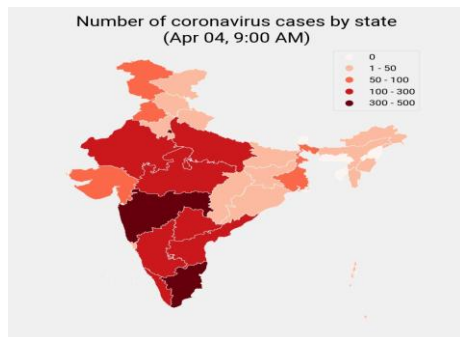 Number of coronavirus cases by state
(Apr 04, 9:00 AM)
0
1 - 50
50 - 100
100 - 300
300 - 500